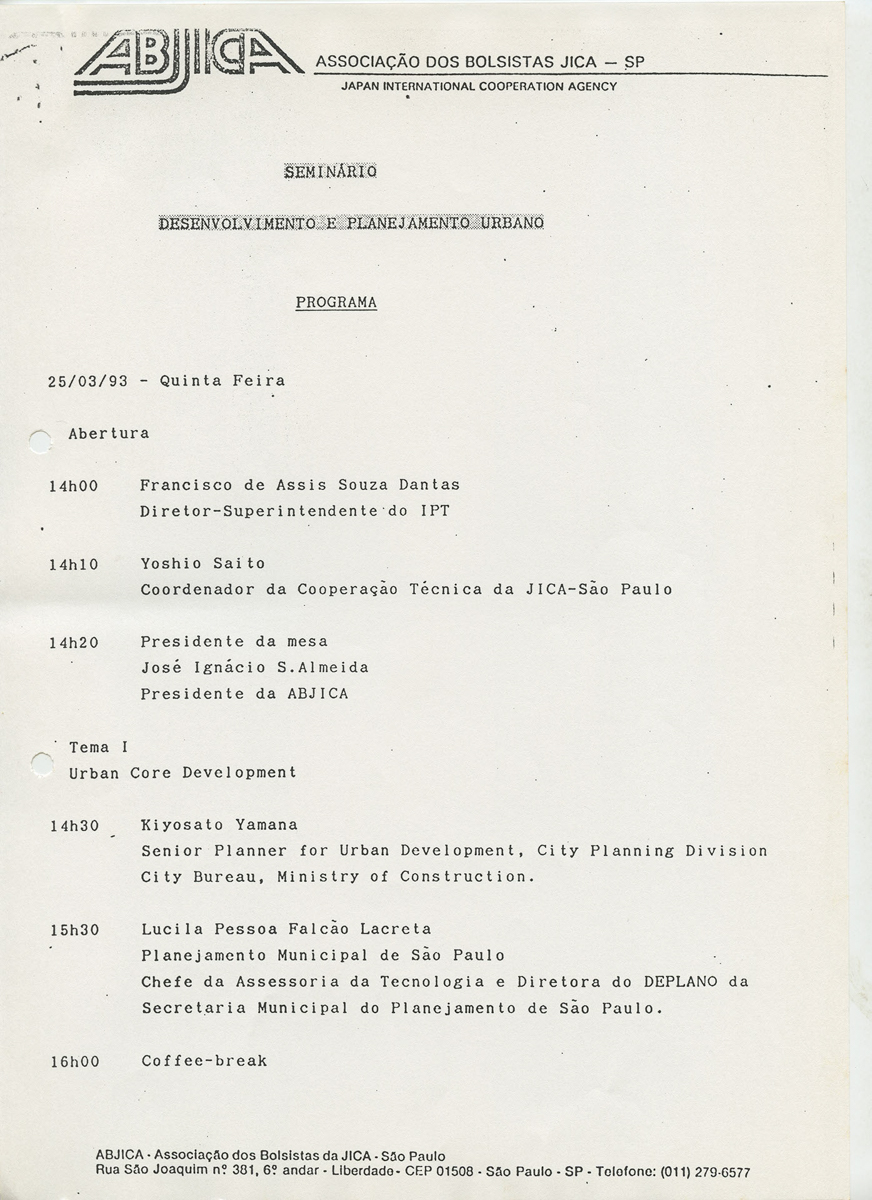 ABJICA
ASSOCIAÇÃO DOS BOLSISTAS JICA — SP
JAPAN INTERNATIONAL COOPERATION AGENCY
SEMINÁRIO
DESENVOLVIMENTO E PLANEJAMENTO URBANO
PROGRAMA
25/03/93 - Quinta Feira
Abertura
14h00 Francisco de Assis Souza Dantas
Diretor-Superintendente do IPT
14h10 Yoshio Saito
Coordenador da Cooperação Técnica da JICA-São Paulo
14h20 Presidente da mesa
José Ignácio S.Almeida
Presidente da ABJICA
Tema I
Urban Core Development
14h30 Kiyosato Yamana
Senior Planner for Urban Development, City Planning Division
City Bureau, Ministry of Construction.
15h30 Lucila Pessoa Falcão Lacreta
Planejamento Municipal de São Paulo
Chefe da Assessoria da Tecnologia e Diretora do DEPLANO da
Secretaria Municipal do Planejamento de São Paulo.
16h00 Coffee-break
ABJICA - Associação dos Bolsistas da JICA - São Paulo
Rua São Joaquim nº 381, 6º andar - Liberdade - CEP 01508 - São Paulo - SP - Telefone: (011) 279-6577